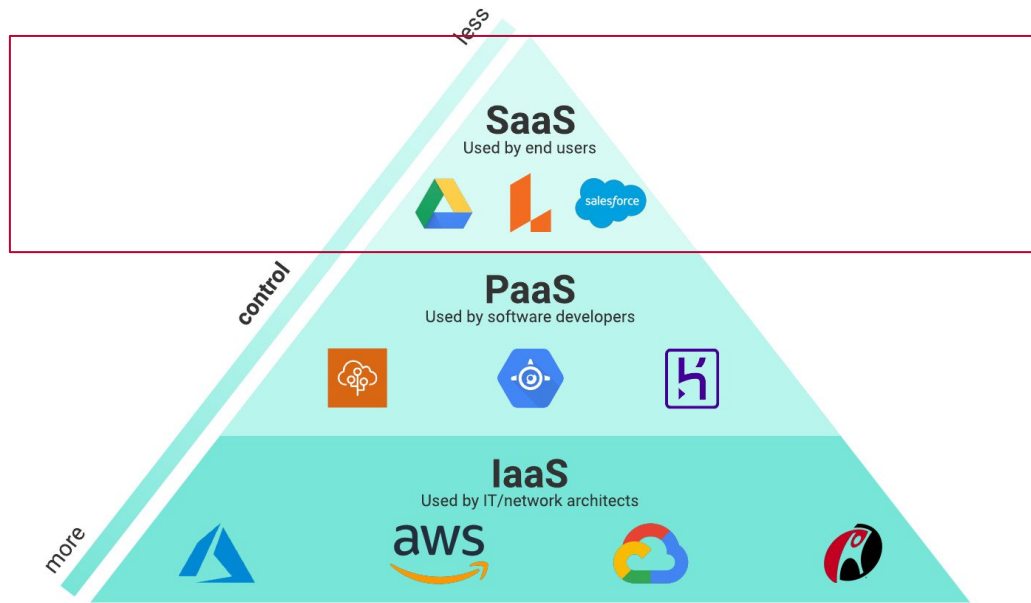 less
SaaS
Used by end users
salesforce
control
PaaS
Used by software developers
IaaS
Used by IT/network architects
more
aws